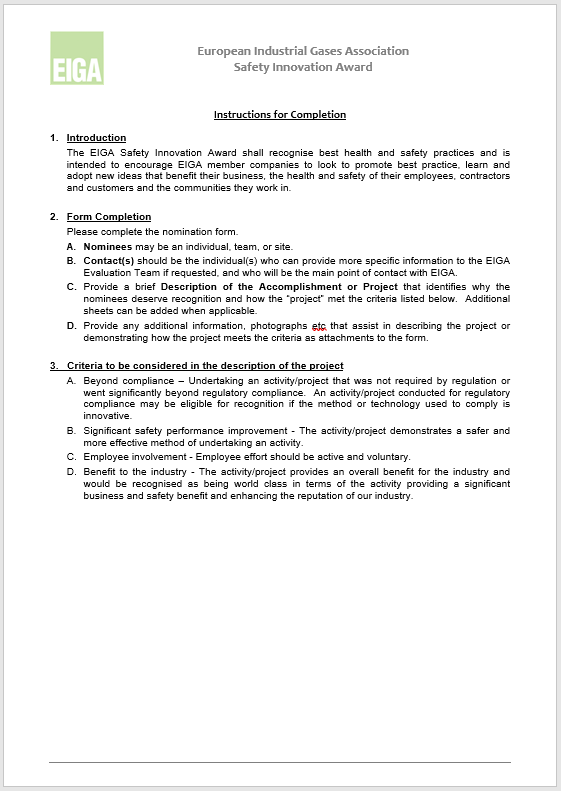 EIGA
European Industrial Gases Association
Safety Innovation Award
Instructions for Completion
1. Introduction
The EIGA Safety Innovation Award shall recognise best health and safety practices and is
intended to encourage EIGA member companies to look to promote best practice, learn and
adopt new ideas that benefit their business, the health and safety of their employees, contractors
and customers and the communities they work in.
2. Form Completion
Please complete the nomination form.
A. Nominees may be an individual, team, or site.
B. Contact(s) should be the individual(s) who can provide more specific information to the EIGA
Evaluation Team if requested, and who will be the main point of contact with EIGA.
C. Provide a brief Description of the Accomplishment or Project that identifies why the
nominees deserve recognition and how the "project" met the criteria listed below. Additional
sheets can be added when applicable.
D. Provide any additional information, photographs etc that assist in describing the project or
demonstrating how the project meets the criteria as attachments to the form.
3. Criteria to be considered in the description of the project
A. Beyond compliance – Undertaking an activity/project that was not required by regulation or
went significantly beyond regulatory compliance. An activity/project conducted for regulatory
compliance may be eligible for recognition if the method or technology used to comply is
innovative.
B. Significant safety performance improvement - The activity/project demonstrates a safer and
more effective method of undertaking an activity.
C. Employee involvement - Employee effort should be active and voluntary.
D. Benefit to the industry - The activity/project provides an overall benefit for the industry and
would be recognised as being world class in terms of the activity providing a significant
business and safety benefit and enhancing the reputation of our industry.